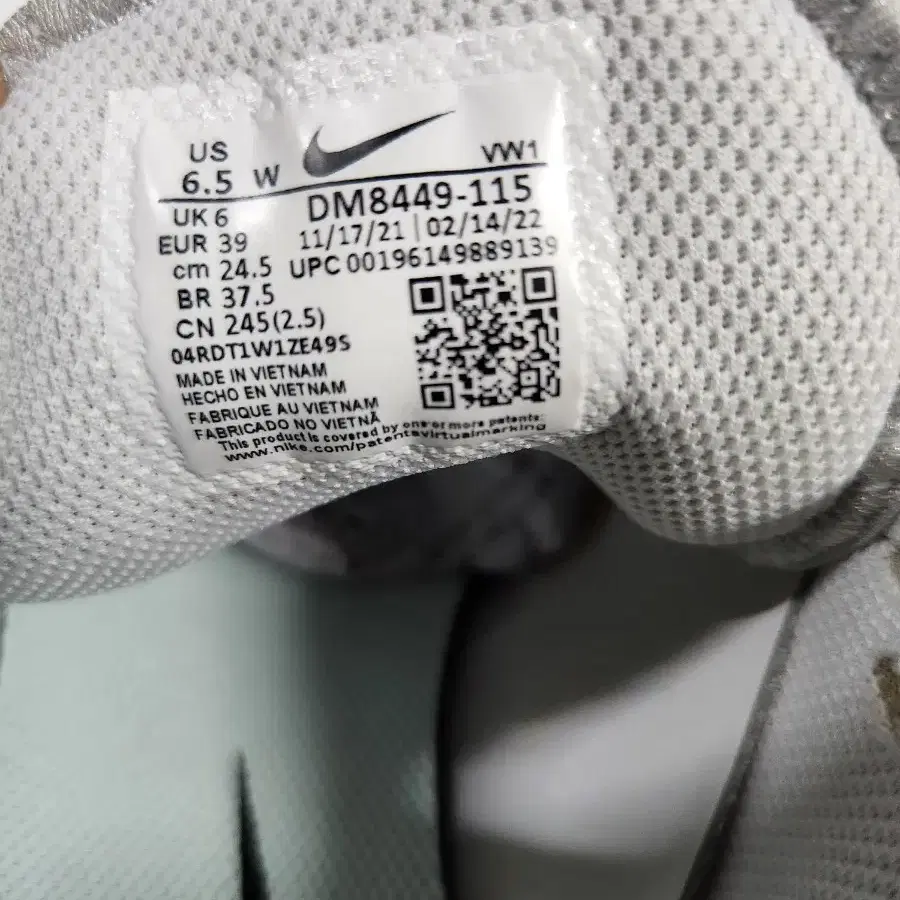 US
6.5 W
VW1
UK 6
DM8449-115
EUR 39
11/17/21 | 02/14/22
cm 24.5
UPC 00196149889139
BR 37.5
CN 245(2.5)
04RDT1W1ZE49S
MADE IN VIETNAM
HECHO EN VIETNAM
FABRIQUE AU VIETNAM
FABRICADO NO VIETNÃ
This product is covered by one or more patents:
www.nike.com/patentsvirtualmarking